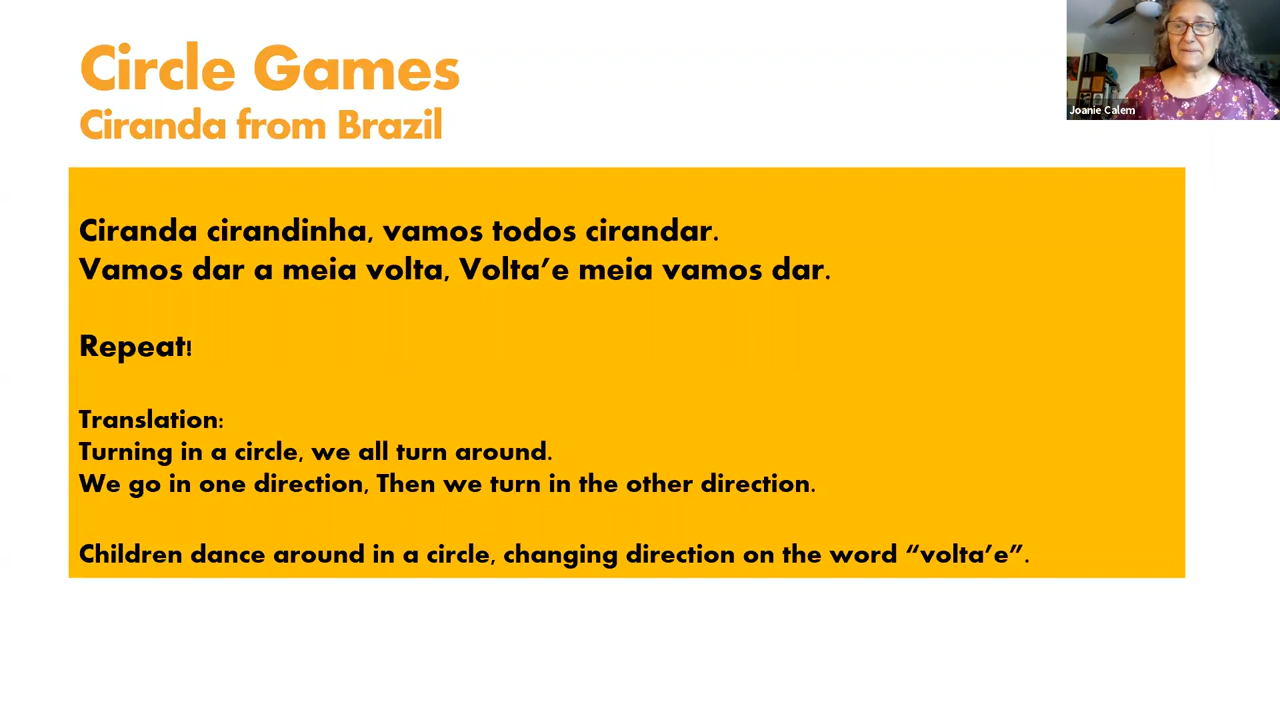 Circle Games
Ciranda from Brazil
Joanie Calem
Ciranda cirandinha, vamos todos cirandar.
Vamos dar a meia volta, Volta’e meia vamos dar.
Repeat!
Translation:
Turning in a circle, we all turn around.
We go in one direction, Then we turn in the other direction.
Children dance around in a circle, changing direction on the word “volta’e”.